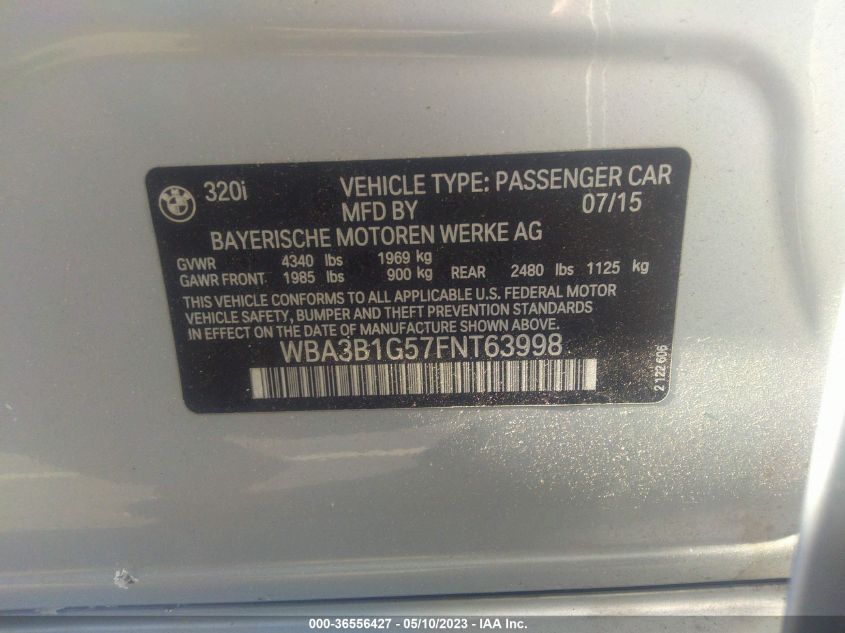 320i VEHICLE TYPE: PASSENGER CAR
MFD BY 07/15
BAYERISCHE MOTOREN WERKE AG
GVWR 4340 lbs 1969 kg
GAWR FRONT 1985 lbs 900 kg REAR 2480 lbs 1125 kg
THIS VEHICLE CONFORMS TO ALL APPLICABLE U.S. FEDERAL MOTOR
VEHICLE SAFETY, BUMPER AND THEFT PREVENTION STANDARDS
IN EFFECT ON THE DATE OF MANUFACTURE SHOWN ABOVE.
WBA3B1G57FNT63998
2 122 606
000-36556427 - 05/10/2023 - IAA Inc.